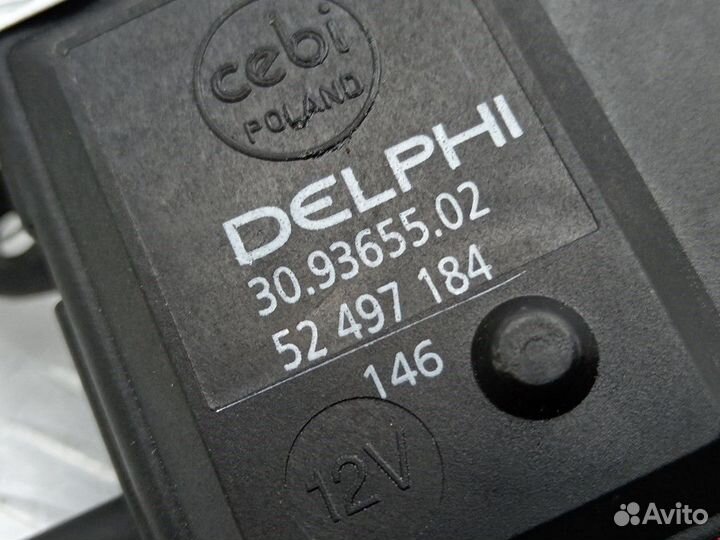 cebi
POLAND
DELPHI
30.93655.02
52 497 184
146
12V
Avito